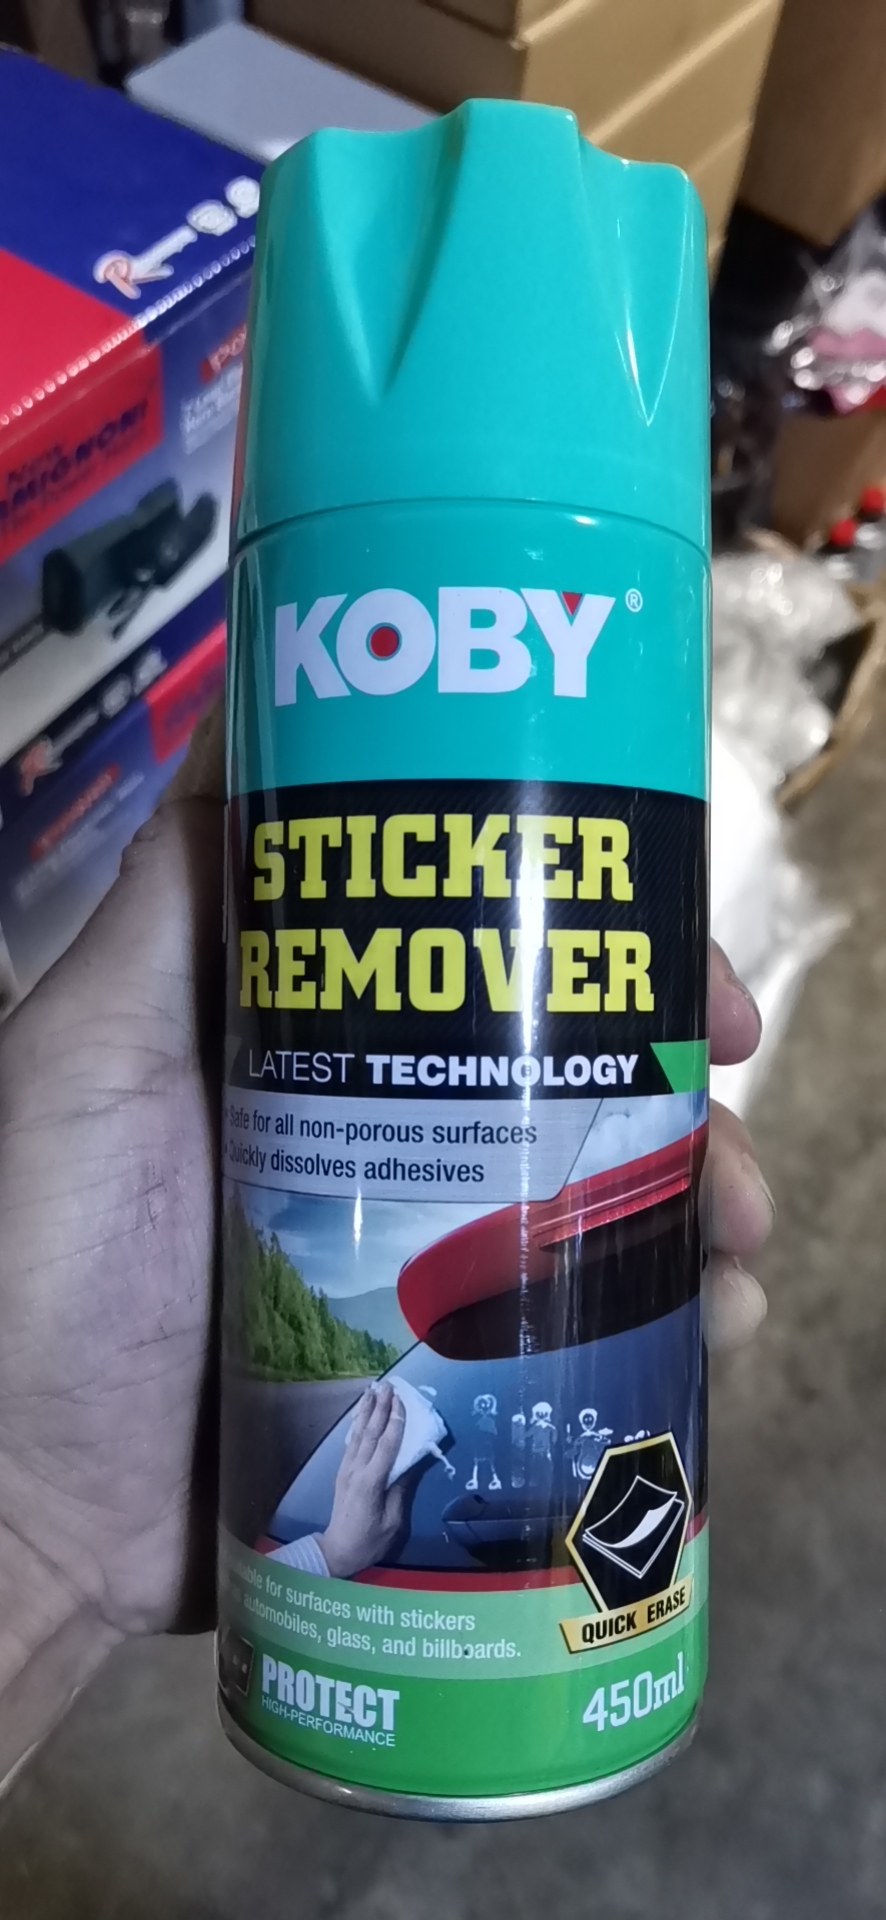 KOBY®
STICKER
REMOVER
LATEST TECHNOLOGY
• Safe for all non-porous surfaces
• Quickly dissolves adhesives
for surfaces with stickers
automobiles, glass, and billboards.
QUICK ERASE
PROTECT
HIGH-PERFORMANCE
450ml